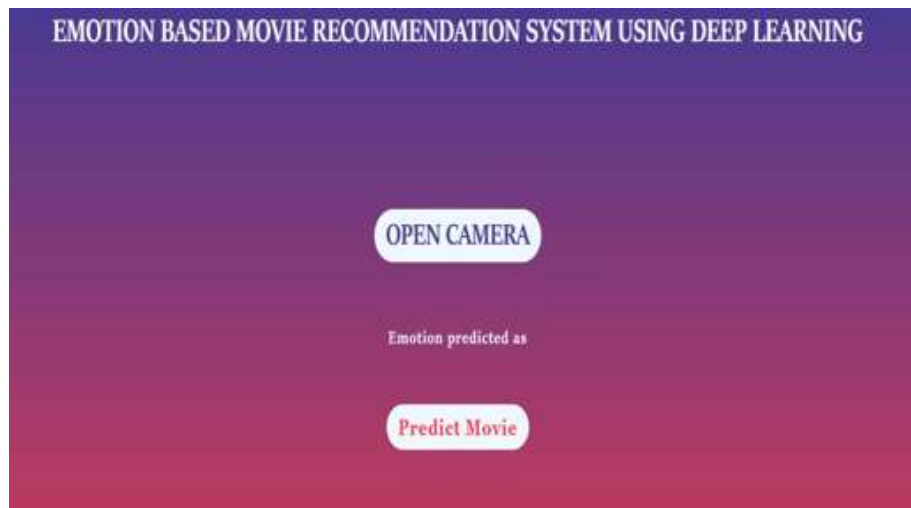 EMOTION BASED MOVIE RECOMMENDATION SYSTEM USING DEEP LEARNING
OPEN CAMERA
Emotion predicted as
Predict Movie